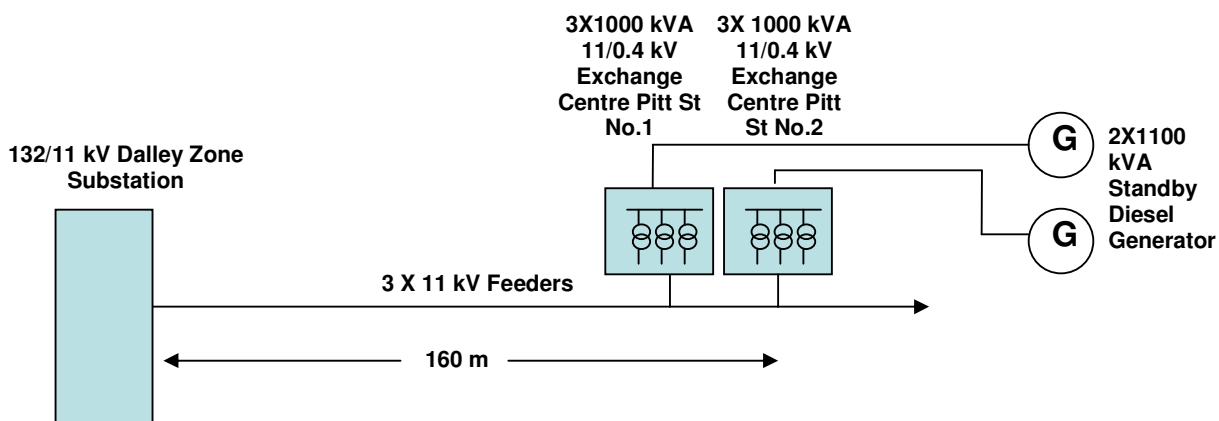 3X1000 kVA
11/0.4 kV
Exchange
Centre Pitt St
No.1
3X 1000 kVA
11/0.4 kV
Exchange
Centre Pitt
St No.2
132/11 kV Dalley Zone
Substation
G
G
2X1100
kVA
Standby
Diesel
Generator
3 X 11 kV Feeders
160 m